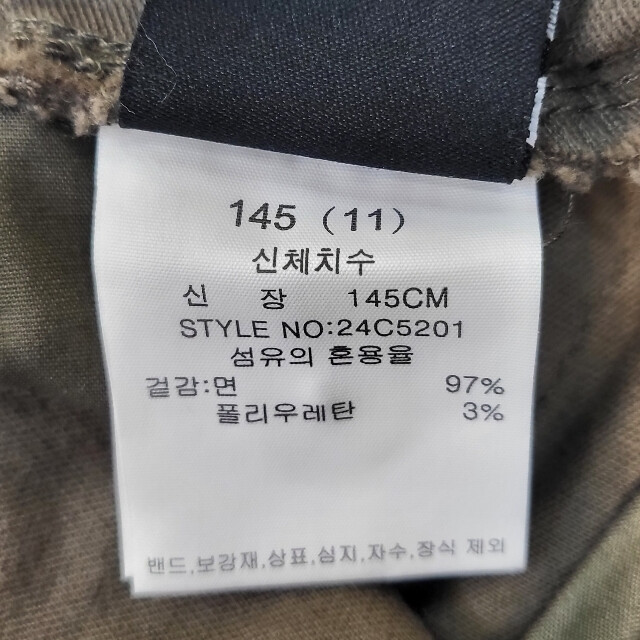 145 (11)
신체치수
신 장 145CM
STYLE NO:24C5201
섬유의 혼용율
겉감:면 97%
폴리우레탄 3%
밴드,보강재,상표,심지,자수,장식 제외